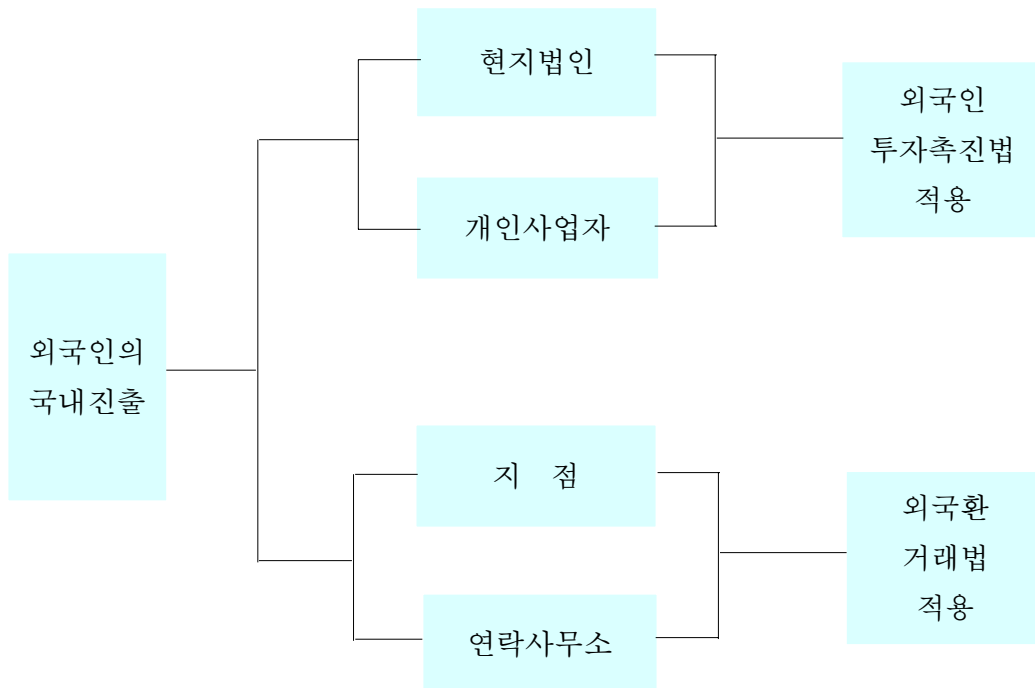 현지법인
외국인
투자촉진법
적용
개인사업자
외국인의
국내진출
지 점
외국환
거래법
적용
연락사무소